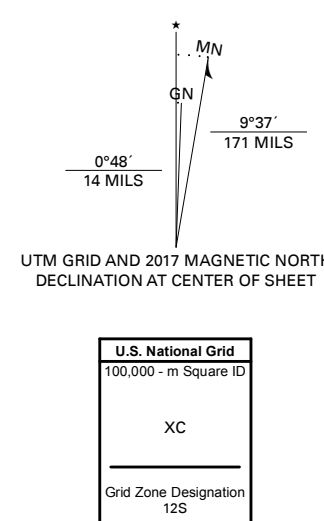 ★
MN
GN
9°37´
171 MILS
0°48´
14 MILS
UTM GRID AND 2017 MAGNETIC NORTH
DECLINATION AT CENTER OF SHEET
U.S. National Grid
100,000 - m Square ID
XC
Grid Zone Designation
12S